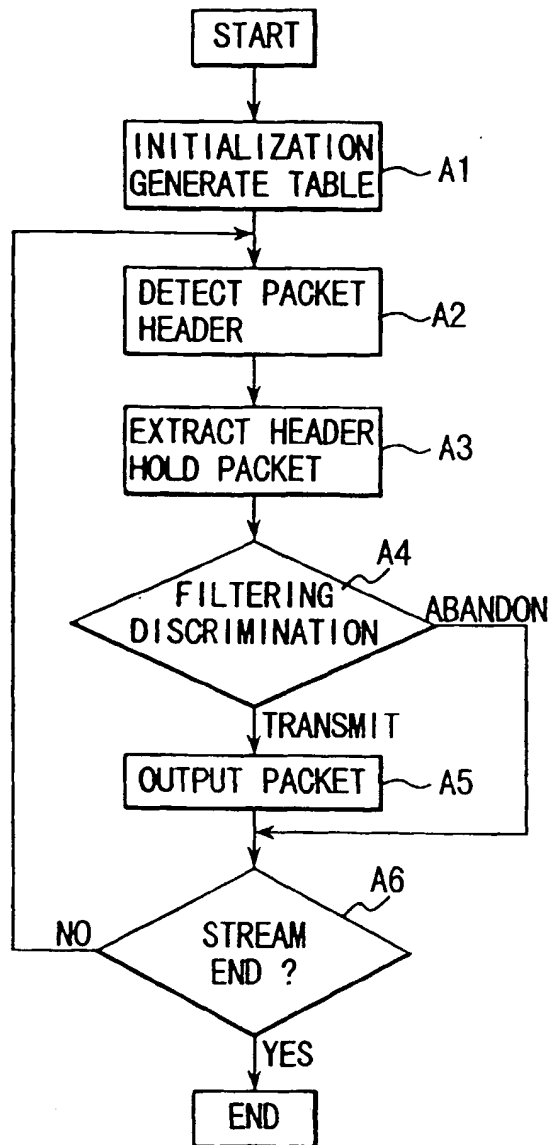 START
INITIALIZATION
GENERATE TABLE
A1
DETECT PACKET
HEADER
A2
EXTRACT HEADER
HOLD PACKET
A3
A4
FILTERING
DISCRIMINATION
ABANDON
TRANSMIT
OUTPUT PACKET
A5
A6
NO
STREAM
END ?
YES
END